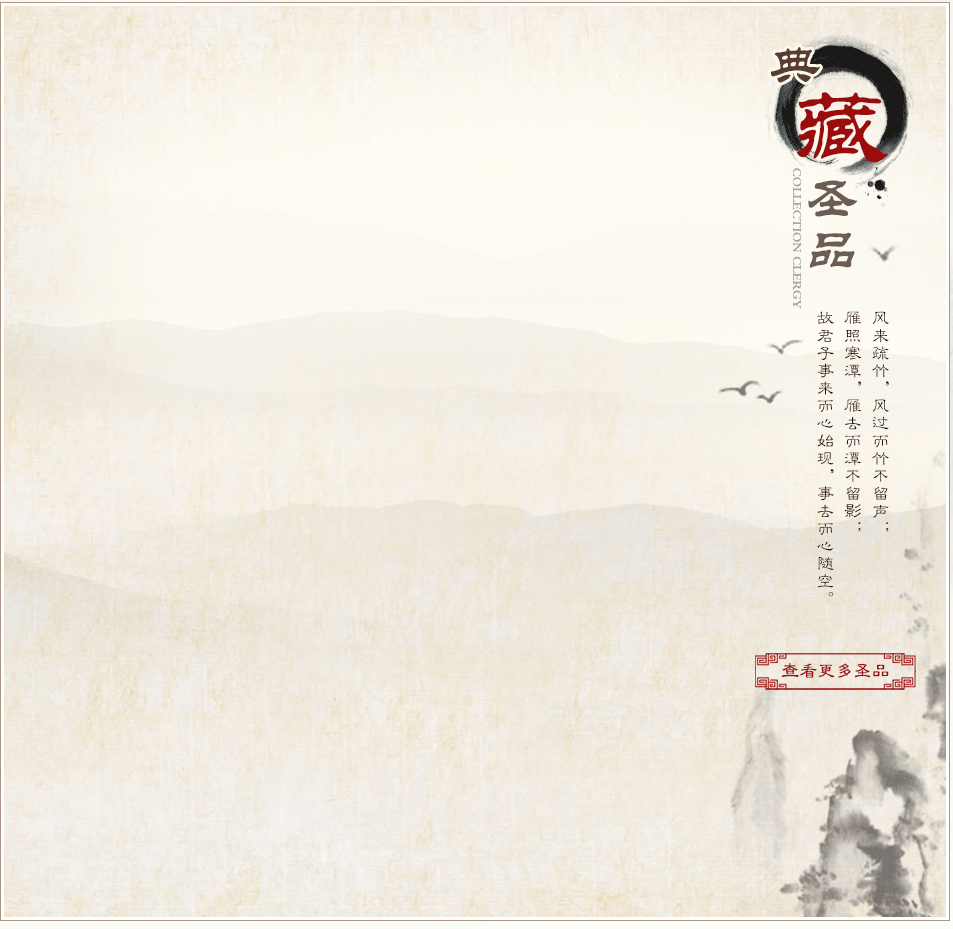 典藏
圣品
COLLECTION CLERGY
风来疏竹，风过而竹不留声；
雁照寒潭，雁去而潭不留影；
故君子事来而心始现，事去而心随空。
查看更多圣品